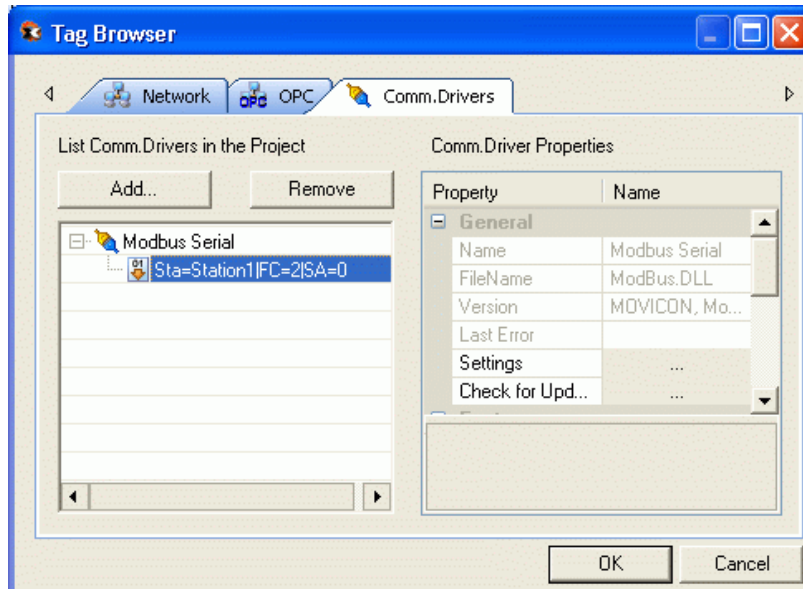 Tag Browser
Network OPC Comm.Drivers
List Comm.Drivers in the Project
Add... Remove
Modbus Serial
Sta=Station1|FC=2|SA=0
Comm.Driver Properties
Property Name
General
Name Modbus Serial
FileName ModBus.DLL
Version MOVICON, Mo...
Last Error
Settings ...
Check for Upd... ...
OK Cancel